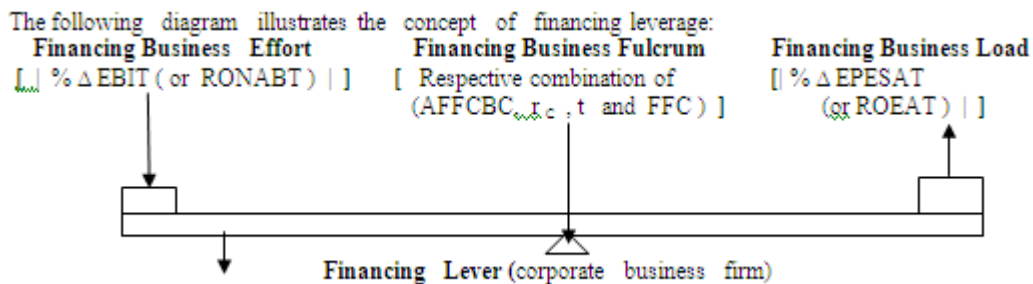 The following diagram illustrates the concept of financing leverage:
Financing Business Effort Financing Business Fulcrum Financing Business Load
[ | % Δ EBIT ( or RONABT ) | ] [ Respective combination of [| % Δ EPESAT
(AFFCBC, r c , t and FFC ) ] (or ROEAT ) | ]
Financing Lever (corporate business firm)